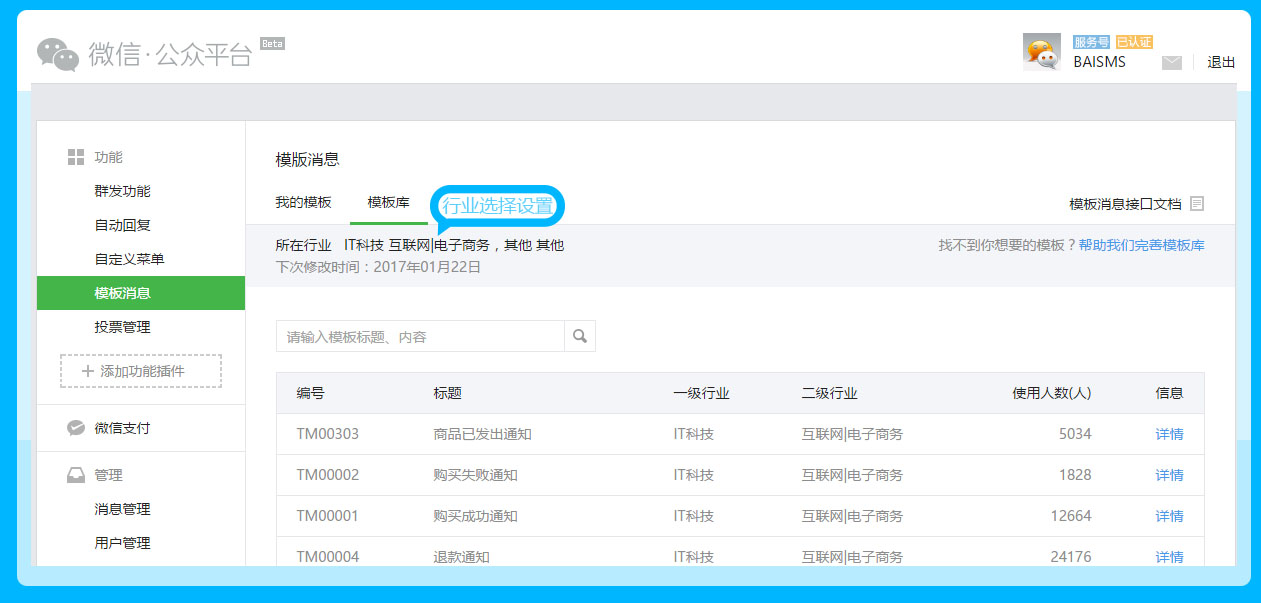 微信·公众平台 Beta
服务号 已认证
BAISMS
退出
功能
群发功能
自动回复
自定义菜单
模板消息
投票管理
+ 添加功能插件
微信支付
管理
消息管理
用户管理
模版消息
我的模板 模板库 行业选择设置 模板消息接口文档
所在行业 IT科技 互联网|电子商务，其他 其他 找不到你想要的模板？帮助我们完善模板库
下次修改时间：2017年01月22日
请输入模板标题、内容
编号 标题 一级行业 二级行业 使用人数(人) 信息
TM00303 商品已发出通知 IT科技 互联网|电子商务 5034 详情
TM00002 购买失败通知 IT科技 互联网|电子商务 1828 详情
TM00001 购买成功通知 IT科技 互联网|电子商务 12664 详情
TM00004 退款通知 IT科技 互联网|电子商务 24176 详情